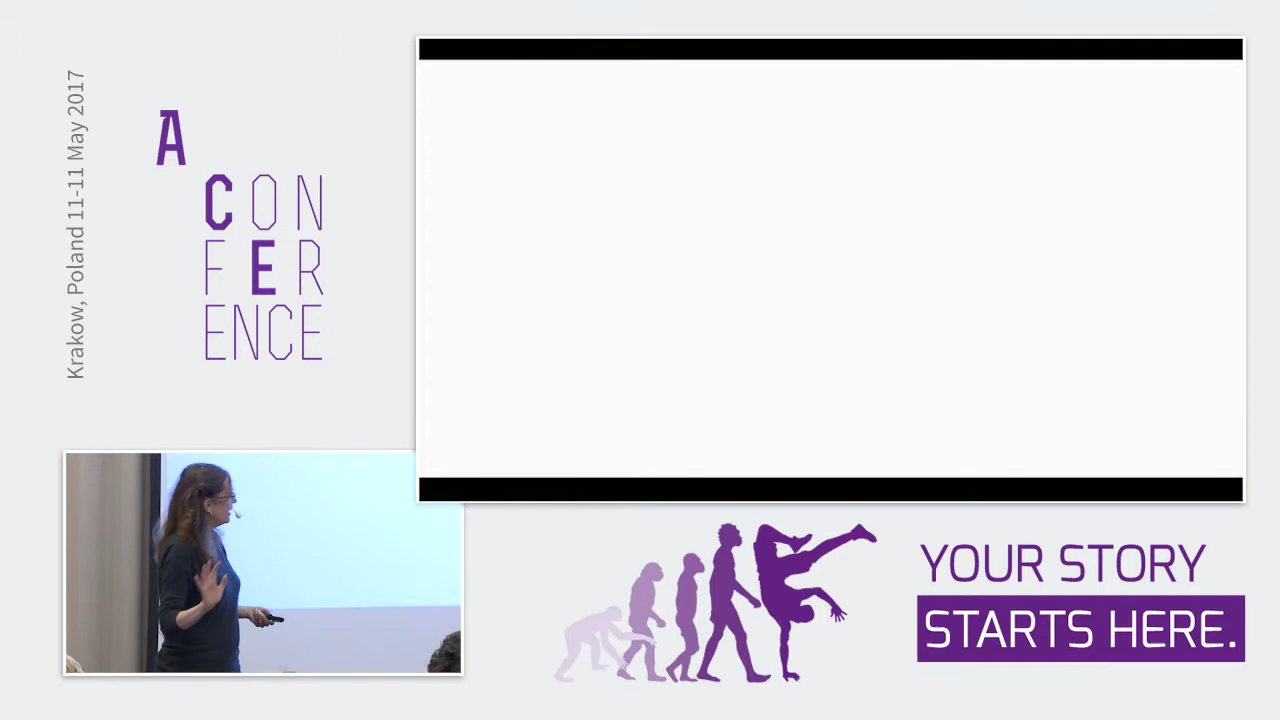 Krakow, Poland 11-11 May 2017
A
CON
FER
ENCE
YOUR STORY
STARTS HERE.